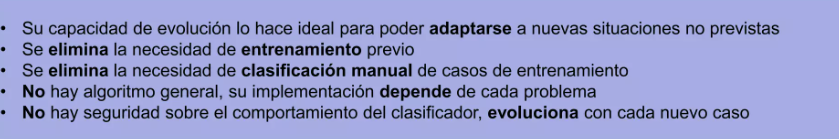 • Su capacidad de evolución lo hace ideal para poder adaptarse a nuevas situaciones no previstas
• Se elimina la necesidad de entrenamiento previo
• Se elimina la necesidad de clasificación manual de casos de entrenamiento
• No hay algoritmo general, su implementación depende de cada problema
• No hay seguridad sobre el comportamiento del clasificador, evoluciona con cada nuevo caso